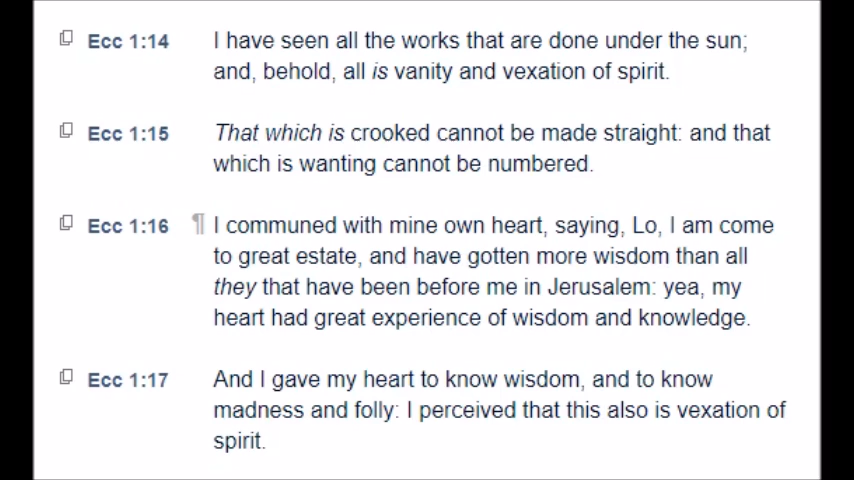 Ecc 1:14 I have seen all the works that are done under the sun;
and, behold, all is vanity and vexation of spirit.
Ecc 1:15 That which is crooked cannot be made straight: and that
which is wanting cannot be numbered.
Ecc 1:16 ¶ I communed with mine own heart, saying, Lo, I am come
to great estate, and have gotten more wisdom than all
they that have been before me in Jerusalem: yea, my
heart had great experience of wisdom and knowledge.
Ecc 1:17 And I gave my heart to know wisdom, and to know
madness and folly: I perceived that this also is vexation of
spirit.